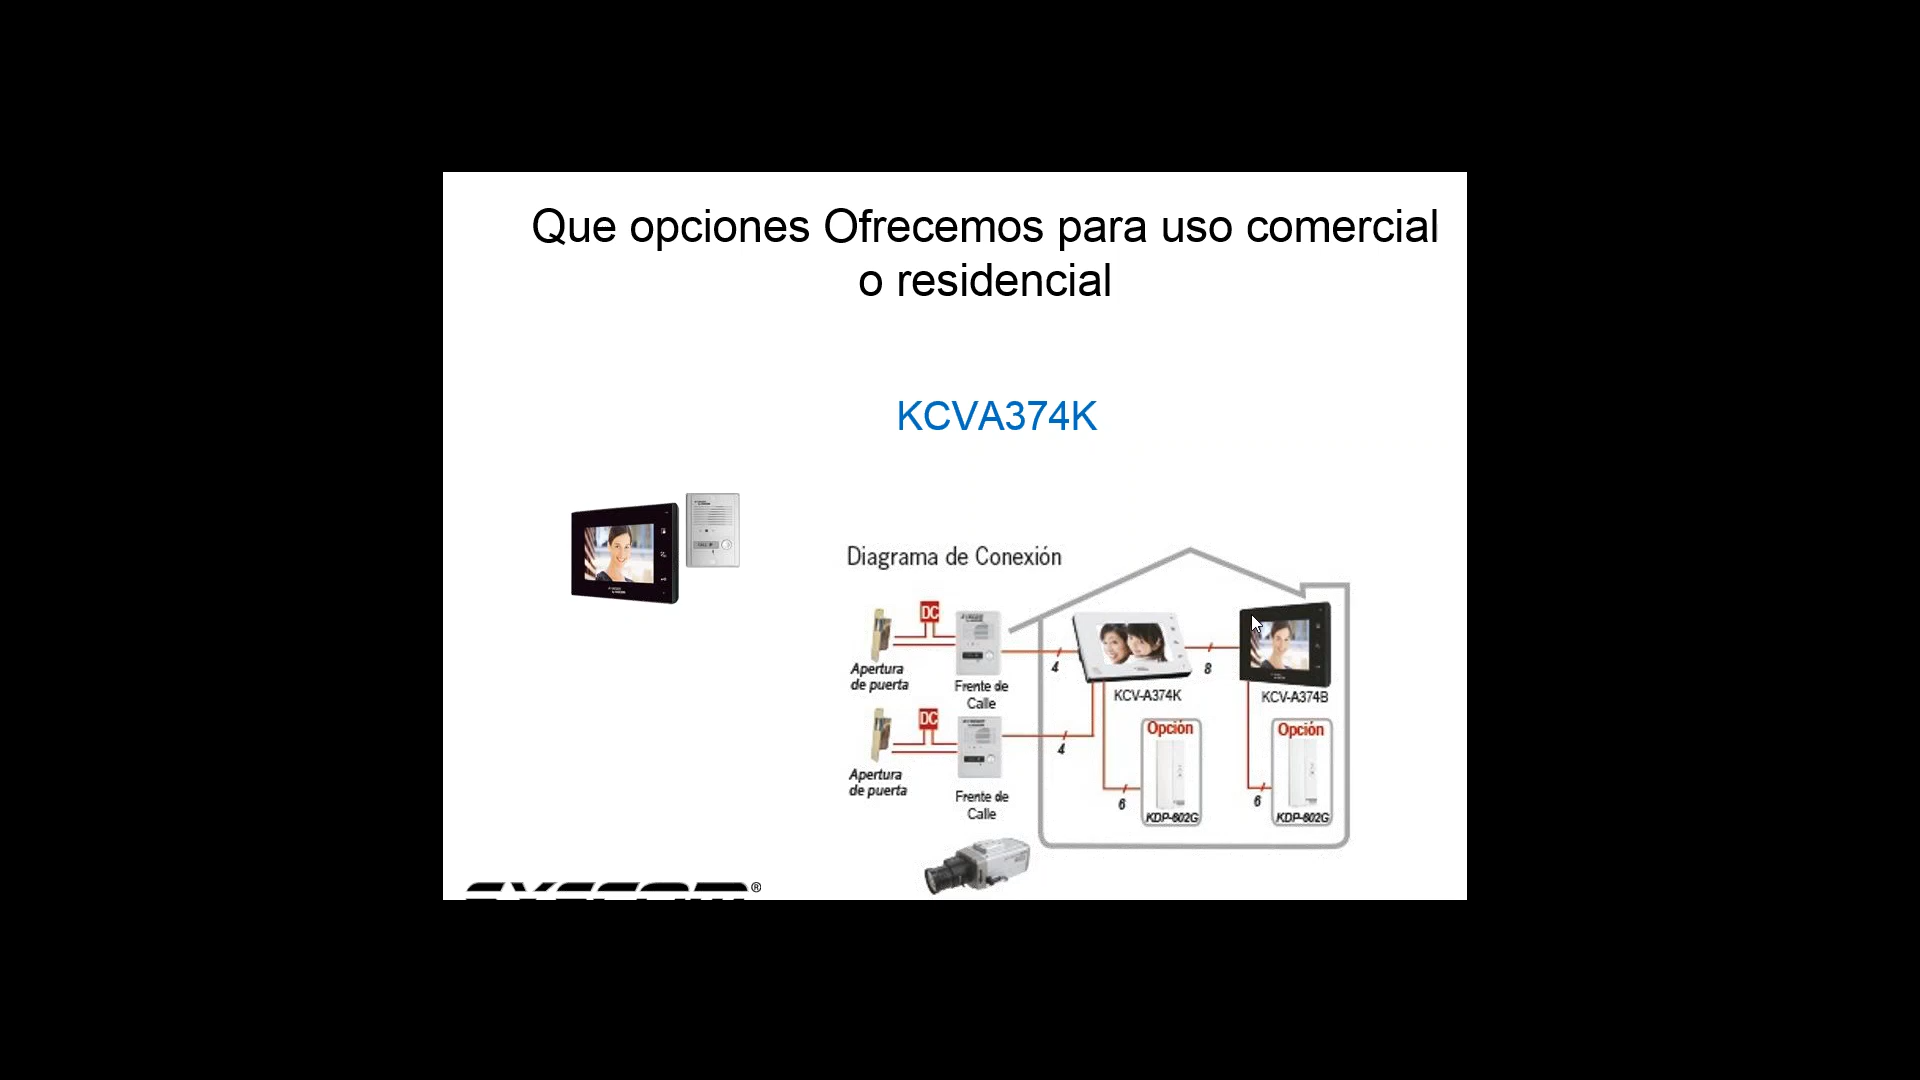 Que opciones Ofrecemos para uso comercial
o residencial
KCVA374K
Diagrama de Conexión
DC
Apertura
de puerta
Frente de
Calle
4
KCV-A374K
8
KCV-A374B
DC
Apertura
de puerta
Frente de
Calle
4
Opción
6
KDP-602G
Opción
6
KDP-602G
SYSCOM®